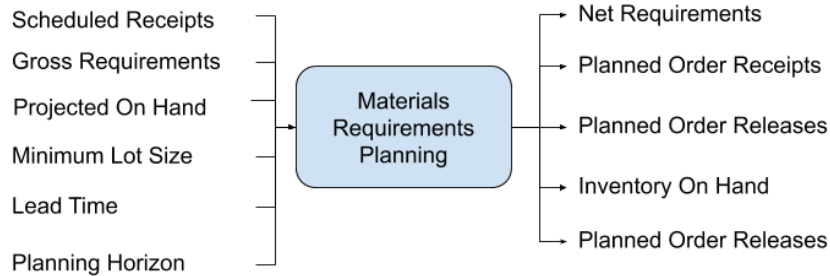 Scheduled Receipts
Gross Requirements
Projected On Hand
Minimum Lot Size
Lead Time
Planning Horizon
Materials
Requirements
Planning
Net Requirements
Planned Order Receipts
Planned Order Releases
Inventory On Hand
Planned Order Releases